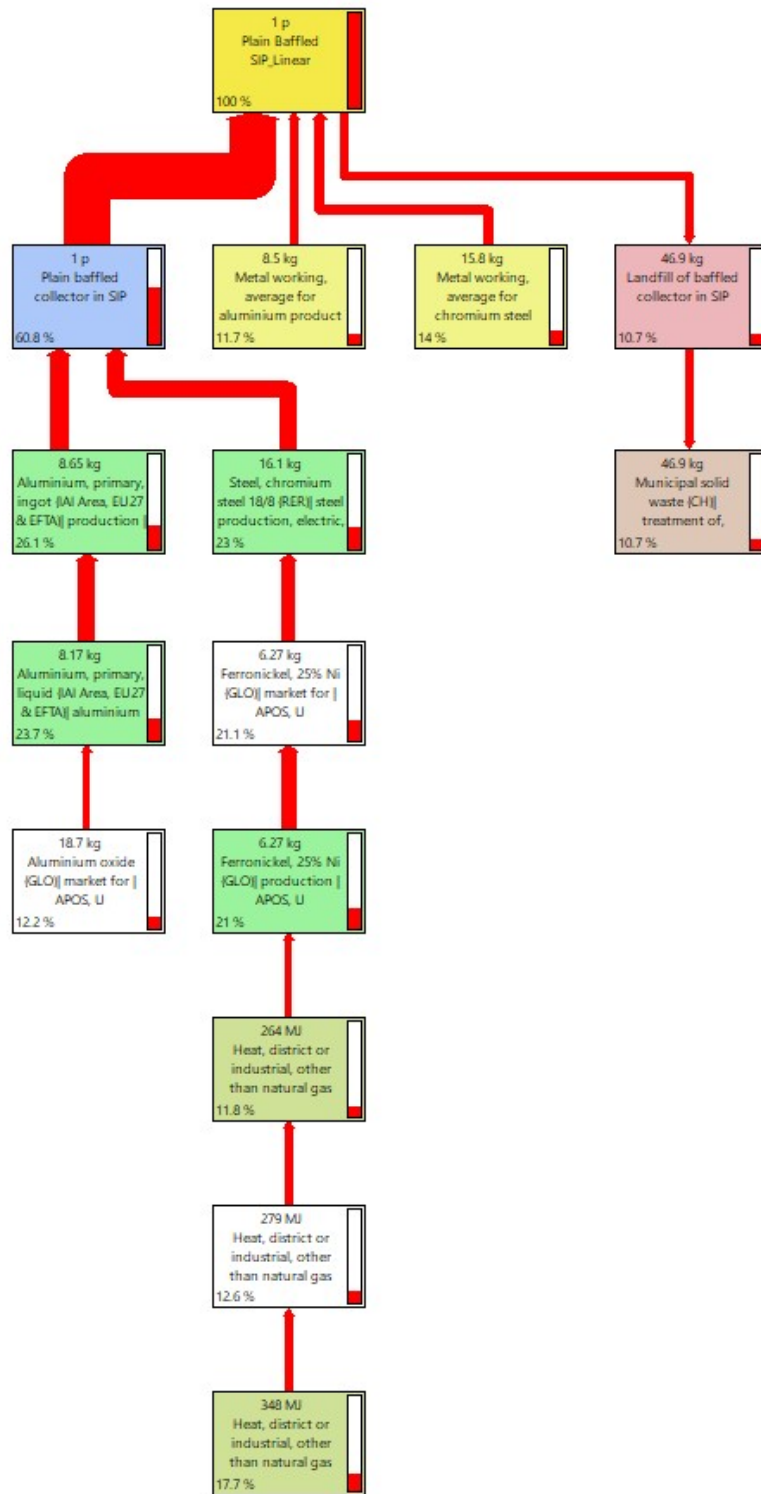 1 p
Plain Baffled
SIP_Linear
100 %
1 p
Plain baffled
collector in SIP
60.8 %
8.5 kg
Metal working,
average for
aluminium product
11.7 %
15.8 kg
Metal working,
average for
chromium steel
14 %
46.9 kg
Landfill of baffled
collector in SIP
10.7 %
8.65 kg
Aluminium, primary,
ingot {IAI Area, EU27
& EFTA}| production |
26.1 %
16.1 kg
Steel, chromium
steel 18/8 {RER}| steel
production, electric,
23 %
46.9 kg
Municipal solid
waste {CH}|
treatment of,
10.7 %
8.17 kg
Aluminium, primary,
liquid {IAI Area, EU27
& EFTA}| aluminium
23.7 %
6.27 kg
Ferronickel, 25% Ni
{GLO}| market for |
APOS, U
21.1 %
18.7 kg
Aluminium oxide
{GLO}| market for |
APOS, U
12.2 %
6.27 kg
Ferronickel, 25% Ni
{GLO}| production |
APOS, U
21 %
264 MJ
Heat, district or
industrial, other
than natural gas
11.8 %
279 MJ
Heat, district or
industrial, other
than natural gas
12.6 %
348 MJ
Heat, district or
industrial, other
than natural gas
17.7 %